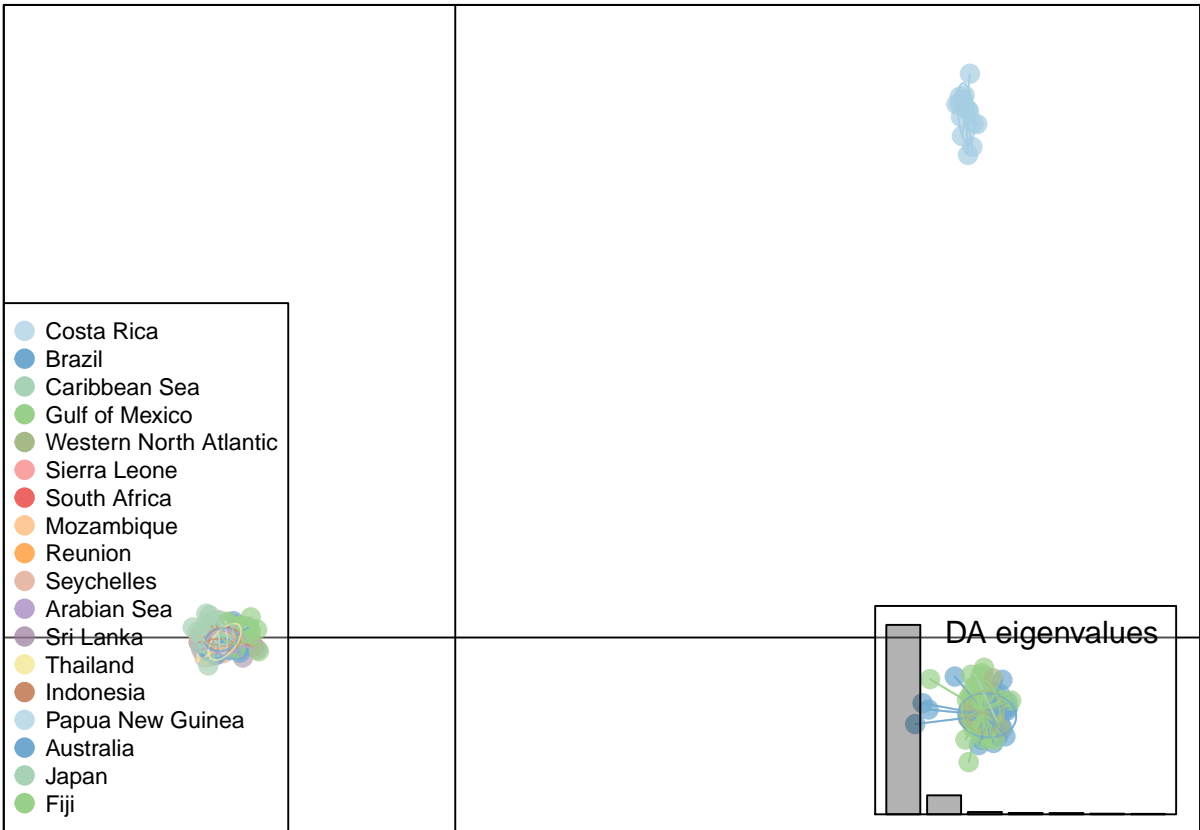 Costa Rica
Brazil
Caribbean Sea
Gulf of Mexico
Western North Atlantic
Sierra Leone
South Africa
Mozambique
Reunion
Seychelles
Arabian Sea
Sri Lanka
Thailand
Indonesia
Papua New Guinea
Australia
Japan
Fiji
DA eigenvalues